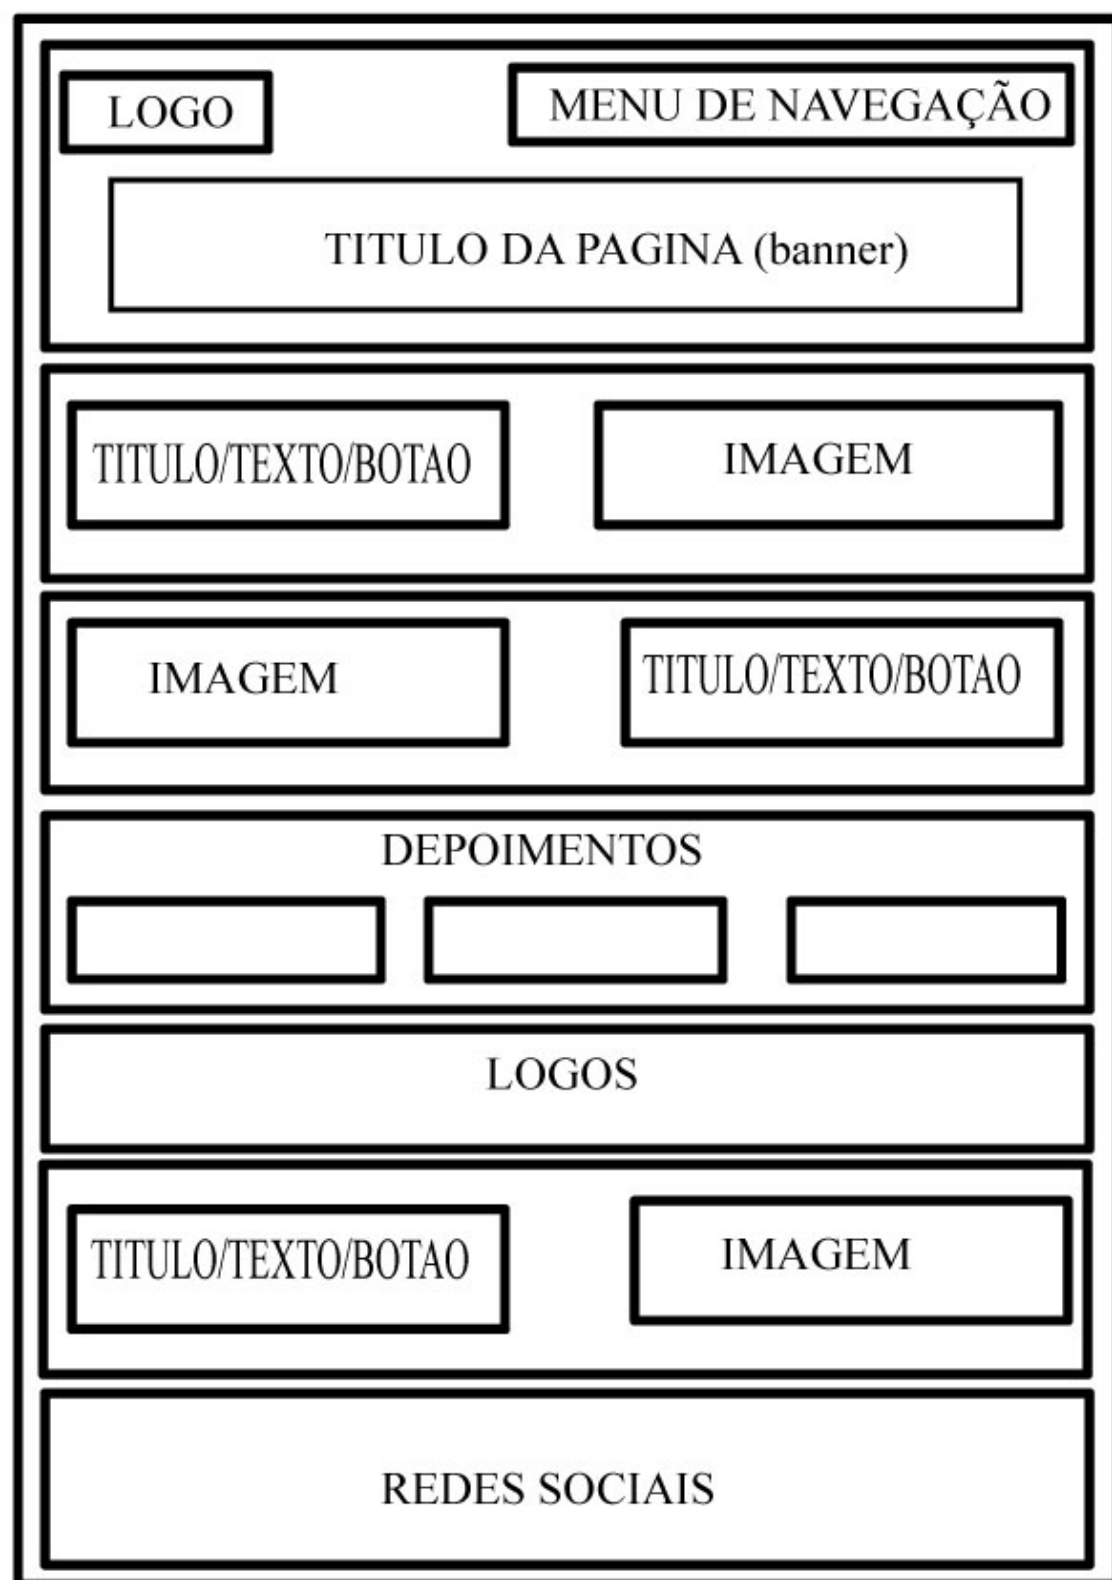 LOGO
MENU DE NAVEGAÇÃO
TITULO DA PAGINA (banner)
TITULO/TEXTO/BOTAO
IMAGEM
IMAGEM
TITULO/TEXTO/BOTAO
DEPOIMENTOS
LOGOS
TITULO/TEXTO/BOTAO
IMAGEM
REDES SOCIAIS